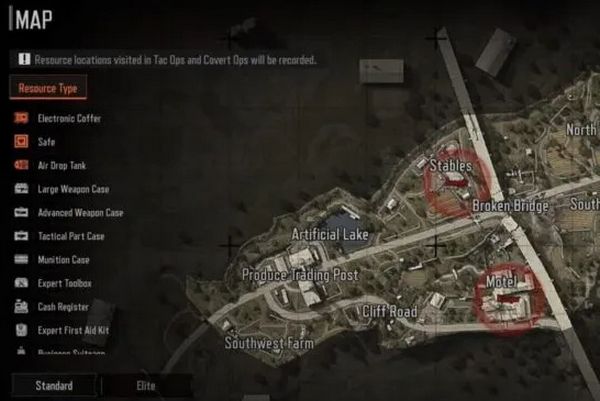 MAP
! Resource locations visited in Tac Ops and Covert Ops will be recorded.
Resource Type
Electronic Coffer
Safe
Air Drop Tank
Large Weapon Case
Advanced Weapon Case
Tactical Part Case
Munition Case
Expert Toolbox
Cash Register
Expert First Aid Kit
Standard
Elite
North
Stables
Broken Bridge
South
Artificial Lake
Produce Trading Post
Motel
Cliff Road
Southwest Farm